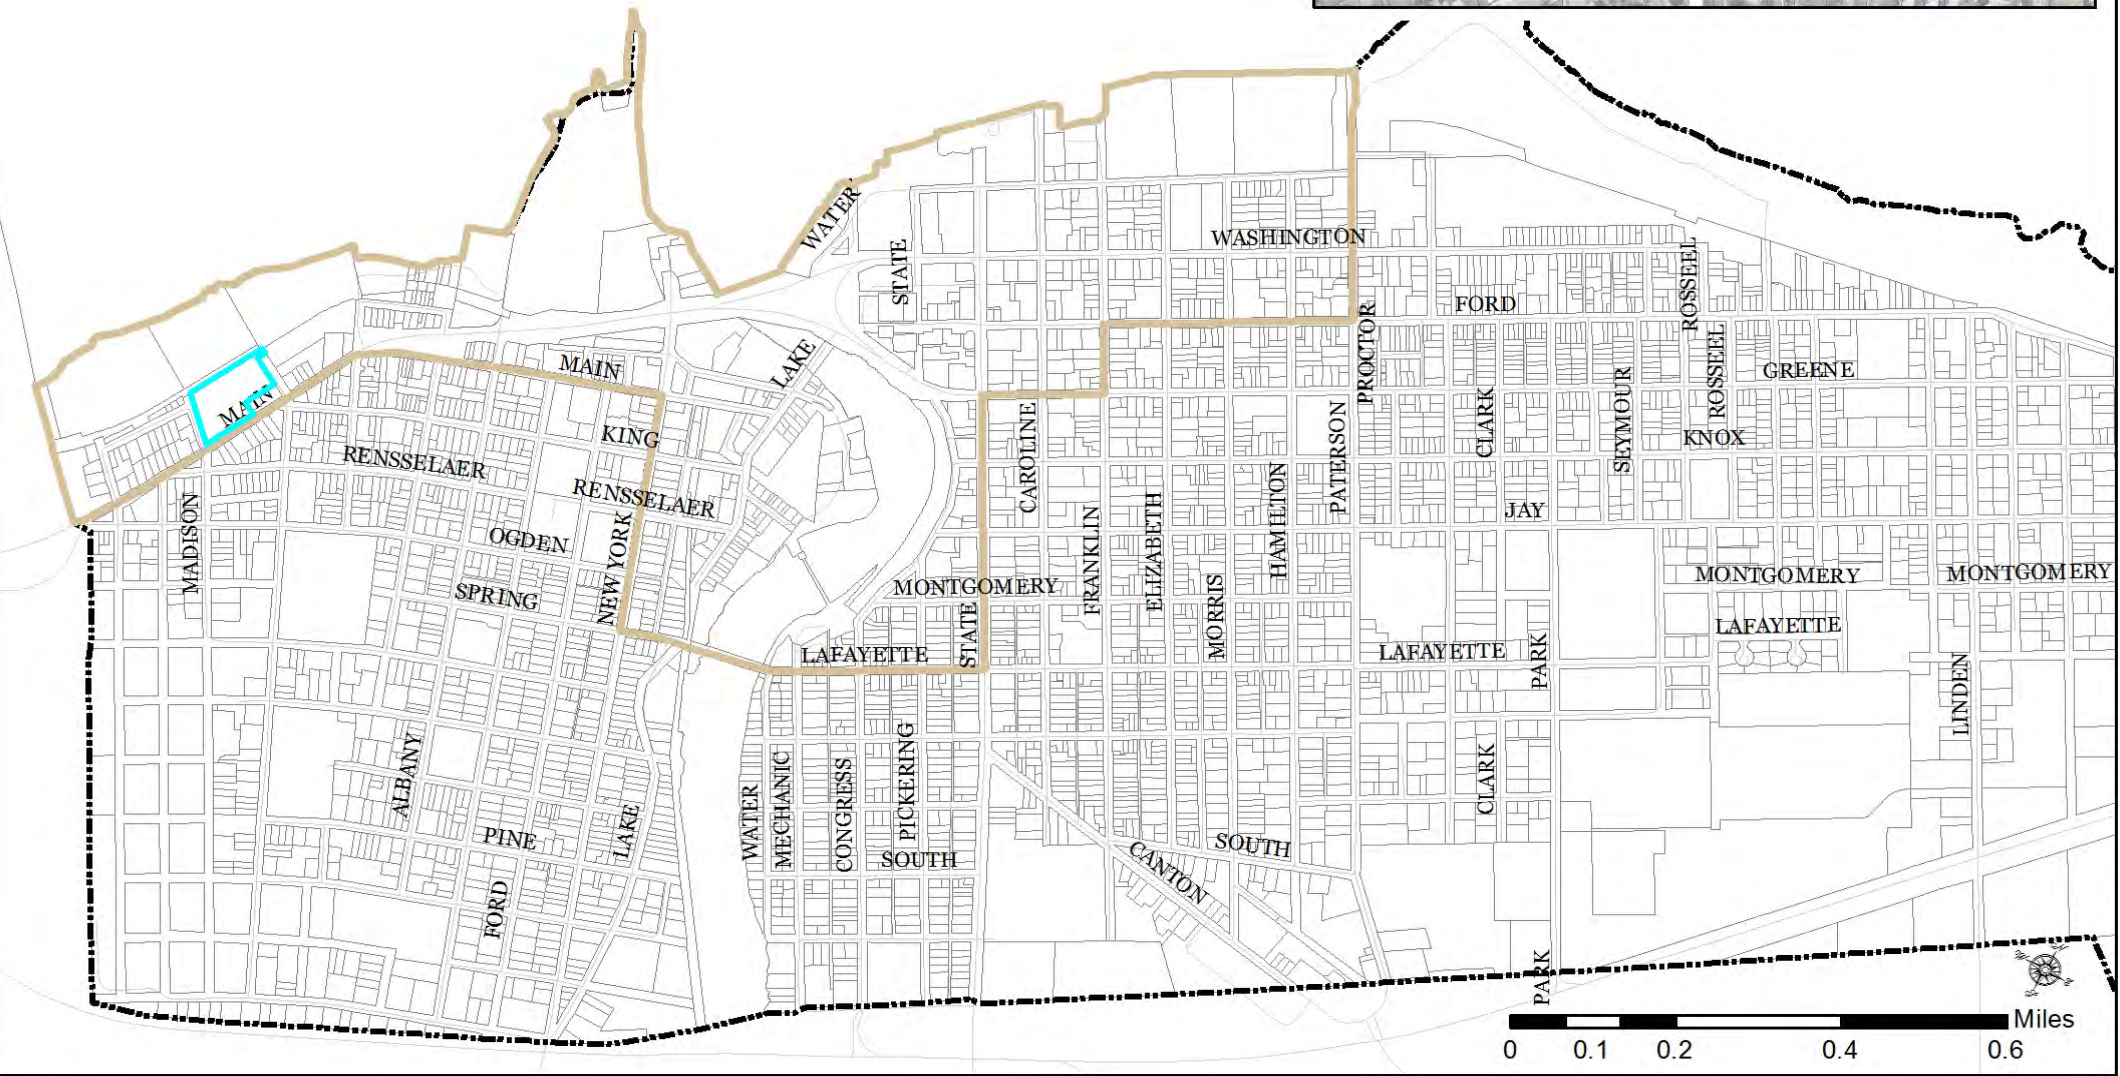 WATER
STATE
WASHINGTON
ROSSEEL
FORD
PROCTOR
MAIN
LAKE
ROSSEEL
GREENE
MAIN
SEYMOUR
CLARK
KING
CAROLINE
PATERSON
KNOX
RENSSELAER
RENSSELAER
HAMILTON
JAY
MADISON
OGDEN
NEW YORK
FRANKLIN
ELIZABETH
MONTGOMERY
MONTGOMERY
MONTGOMERY
SPRING
MORRIS
LAFAYETTE
STATE
LAFAYETTE
LAFAYETTE
PARK
LINDEN
ALBANY
PICKERING
CLARK
WATER
MECHANIC
CONGRESS
LAKE
PINE
SOUTH
SOUTH
CANTON
FORD
PARK
Miles
0 0.1 0.2 0.4 0.6